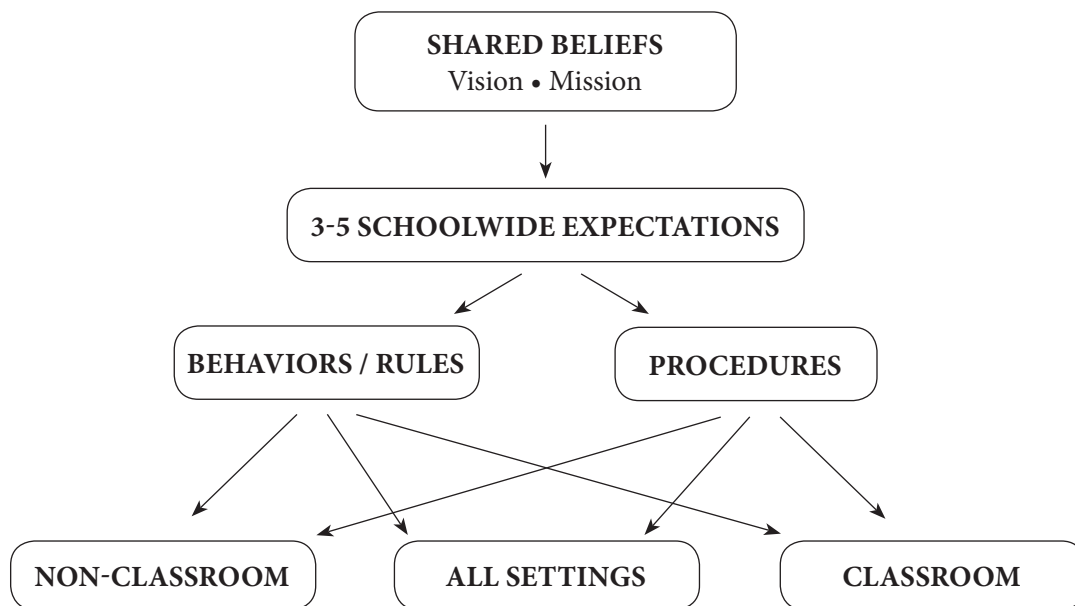 SHARED BELIEFS
Vision • Mission
3-5 SCHOOLWIDE EXPECTATIONS
BEHAVIORS / RULES
PROCEDURES
NON-CLASSROOM
ALL SETTINGS
CLASSROOM